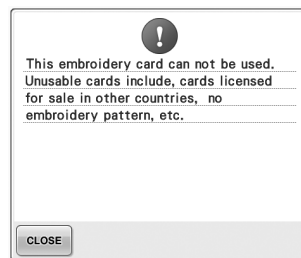 This embroidery card can not be used.
Unusable cards include, cards licensed
for sale in other countries, no
embroidery pattern, etc.
CLOSE